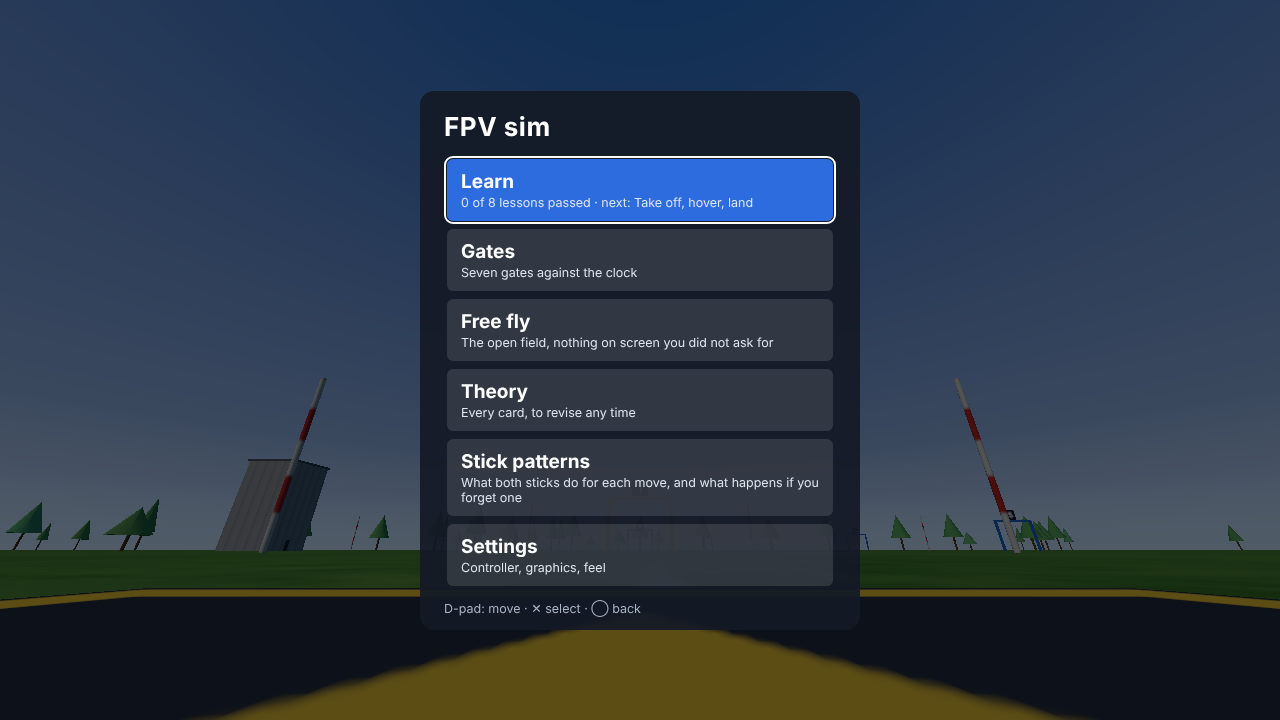 FPV sim
Learn
0 of 8 lessons passed · next: Take off, hover, land
Gates
Seven gates against the clock
Free fly
The open field, nothing on screen you did not ask for
Theory
Every card, to revise any time
Stick patterns
What both sticks do for each move, and what happens if you
forget one
Settings
Controller, graphics, feel
D-pad: move · ✕ select · ◯ back